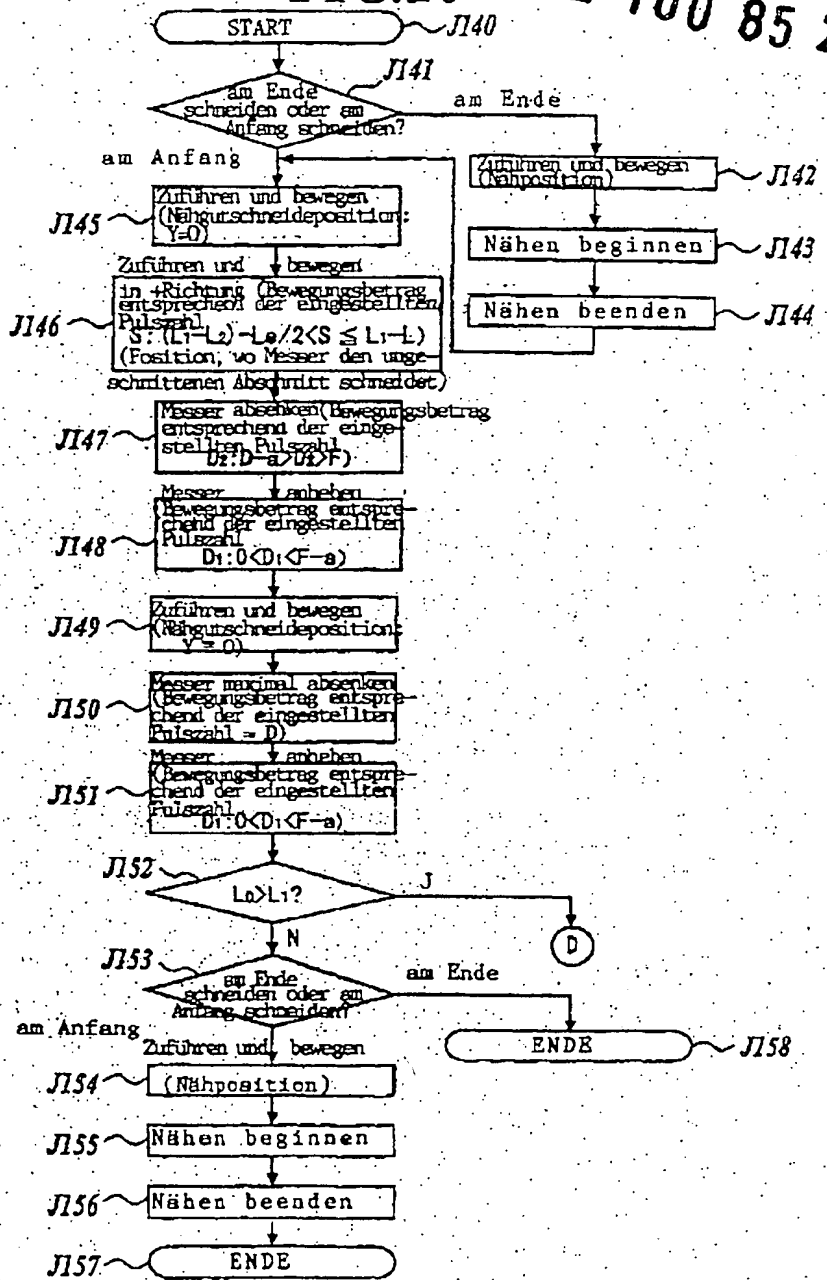 100 85 2
START
J140
J141
am Ende
schneiden oder am
Anfang schneiden?
am Ende
am Anfang
Zuführen und bewegen
(Nähposition)
J142
Nähen beginnen
J143
Nähen beenden
J144
Zuführen und bewegen
(Nähgutschneideposition:
Y=0)
J145
Zuführen und bewegen
in +Richtung (Bewegungsbetrag
entsprechend der eingestellten
Pulszahl
S: (L1-L2)-Le/2<S ≤ L1-L)
(Position, wo Messer den unge-
schnittenen Abschnitt schneidet)
J146
Messer absenken(Bewegungsbetrag
entsprechend der einge-
stellten Pulszahl
D2:D-a>D2>F)
J147
Messer anheben
(Bewegungsbetrag entspre-
chend der eingestellten
Pulszahl
D1:0<D1<F-a)
J148
Zuführen und bewegen
(Nähgutschneideposition:
Y = 0)
J149
Messer maximal absenken
(Bewegungsbetrag entspre-
chend der eingestellten
Pulszahl = D)
J150
Messer anheben
(Bewegungsbetrag entspre-
chend der eingestellten
Pulszahl
D1:0<D1<F-a)
J151
J152
L0>L1?
J
D
N
J153
am Ende
schneiden oder am
Anfang schneiden?
am Ende
ENDE
J158
am Anfang
Zuführen und bewegen
(Nähposition)
J154
Nähen beginnen
J155
Nähen beenden
J156
ENDE
J157